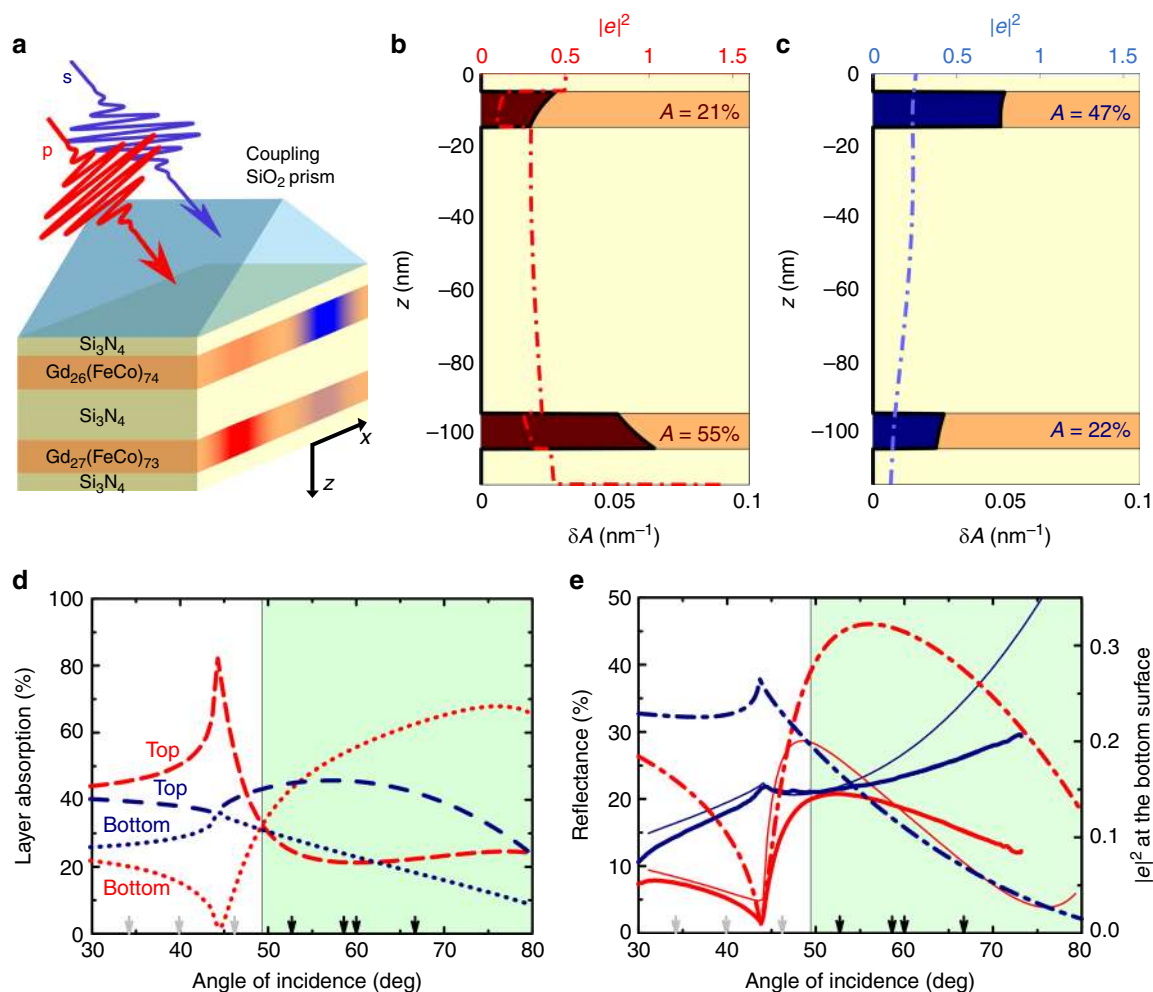 a
s
p
Coupling
SiO2 prism
Si3N4
Gd26(FeCo)74
Si3N4
Gd27(FeCo)73
Si3N4
x
z
b
|e|²
0 0.5 1 1.5
0
−20
−40
−60
−80
−100
z (nm)
A = 21%
A = 55%
0 0.05 0.1
δA (nm⁻¹)
c
|e|²
0 0.5 1 1.5
0
−20
−40
−60
−80
−100
z (nm)
A = 47%
A = 22%
0 0.05 0.1
δA (nm⁻¹)
d
100
80
60
40
20
0
Layer absorption (%)
Top
Top
Bottom
Bottom
30 40 50 60 70 80
Angle of incidence (deg)
e
50
40
30
20
10
0
Reflectance (%)
0.3
0.2
0.1
0.0
|e|² at the bottom surface
30 40 50 60 70 80
Angle of incidence (deg)